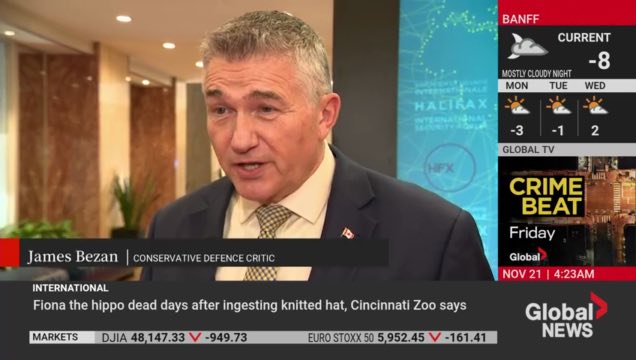 INTERNATIONALE
HALIFAX
INTERNATIONAL
HFX
James Bezan | CONSERVATIVE DEFENCE CRITIC
INTERNATIONAL
Fiona the hippo dead days after ingesting knitted hat, Cincinnati Zoo says
MARKETS DJIA 48,147.33 -949.73 EURO STOXX 50 5,952.45 -161.41
BANFF
CURRENT
-8
MOSTLY CLOUDY NIGHT
MON TUE WED
-3 -1 2
GLOBAL TV
CRIME
BEAT
Friday
Global
NOV 21 | 4:23AM
Global
NEWS